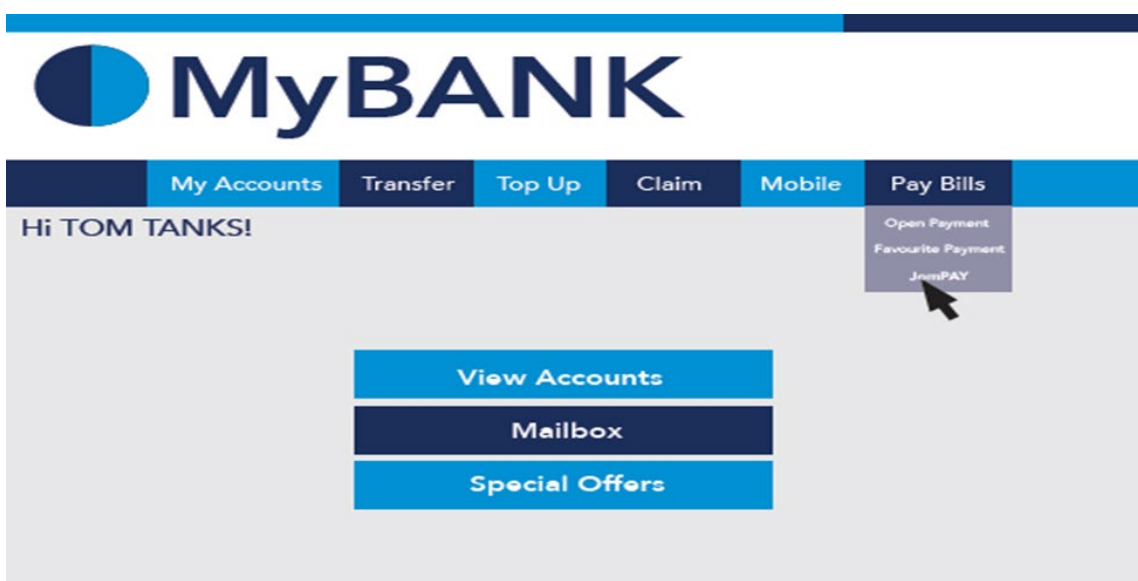 MyBANK
My Accounts Transfer Top Up Claim Mobile Pay Bills
Hi TOM TANKS!
Open Payment
Favourite Payment
JomPAY
View Accounts
Mailbox
Special Offers